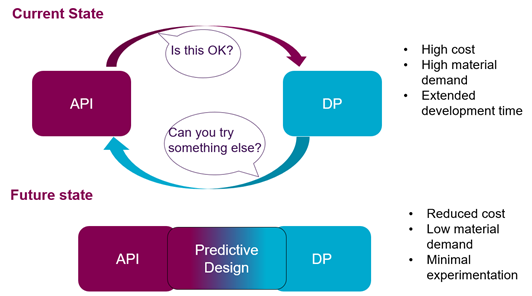 Current State
Is this OK?
API
DP
Can you try
something else?
• High cost
• High material
demand
• Extended
development time
Future state
API
Predictive
Design
DP
• Reduced cost
• Low material
demand
• Minimal
experimentation